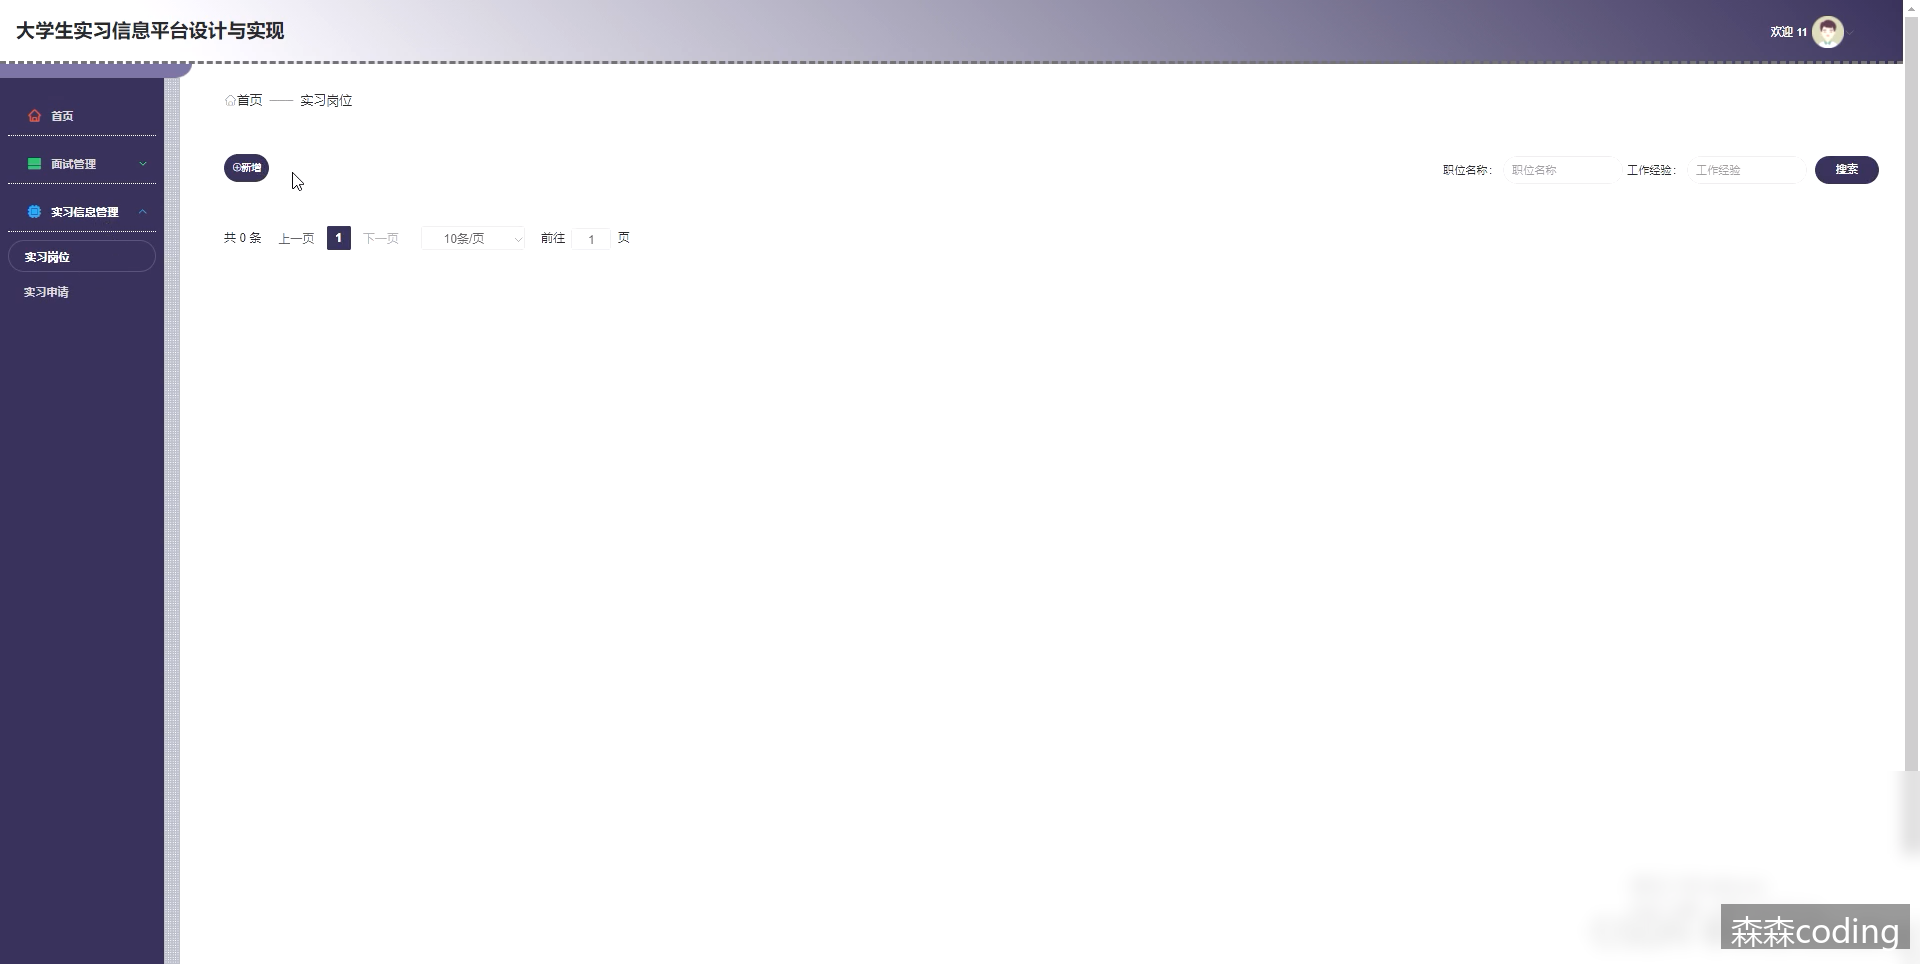 大学生实习信息平台设计与实现
欢迎 11
首页
面试管理
实习信息管理
实习岗位
实习申请
首页 —— 实习岗位
新增
职位名称： 职位名称 工作经验： 工作经验 搜索
共 0 条 上一页 1 下一页 10条/页 前往 1 页
森森coding